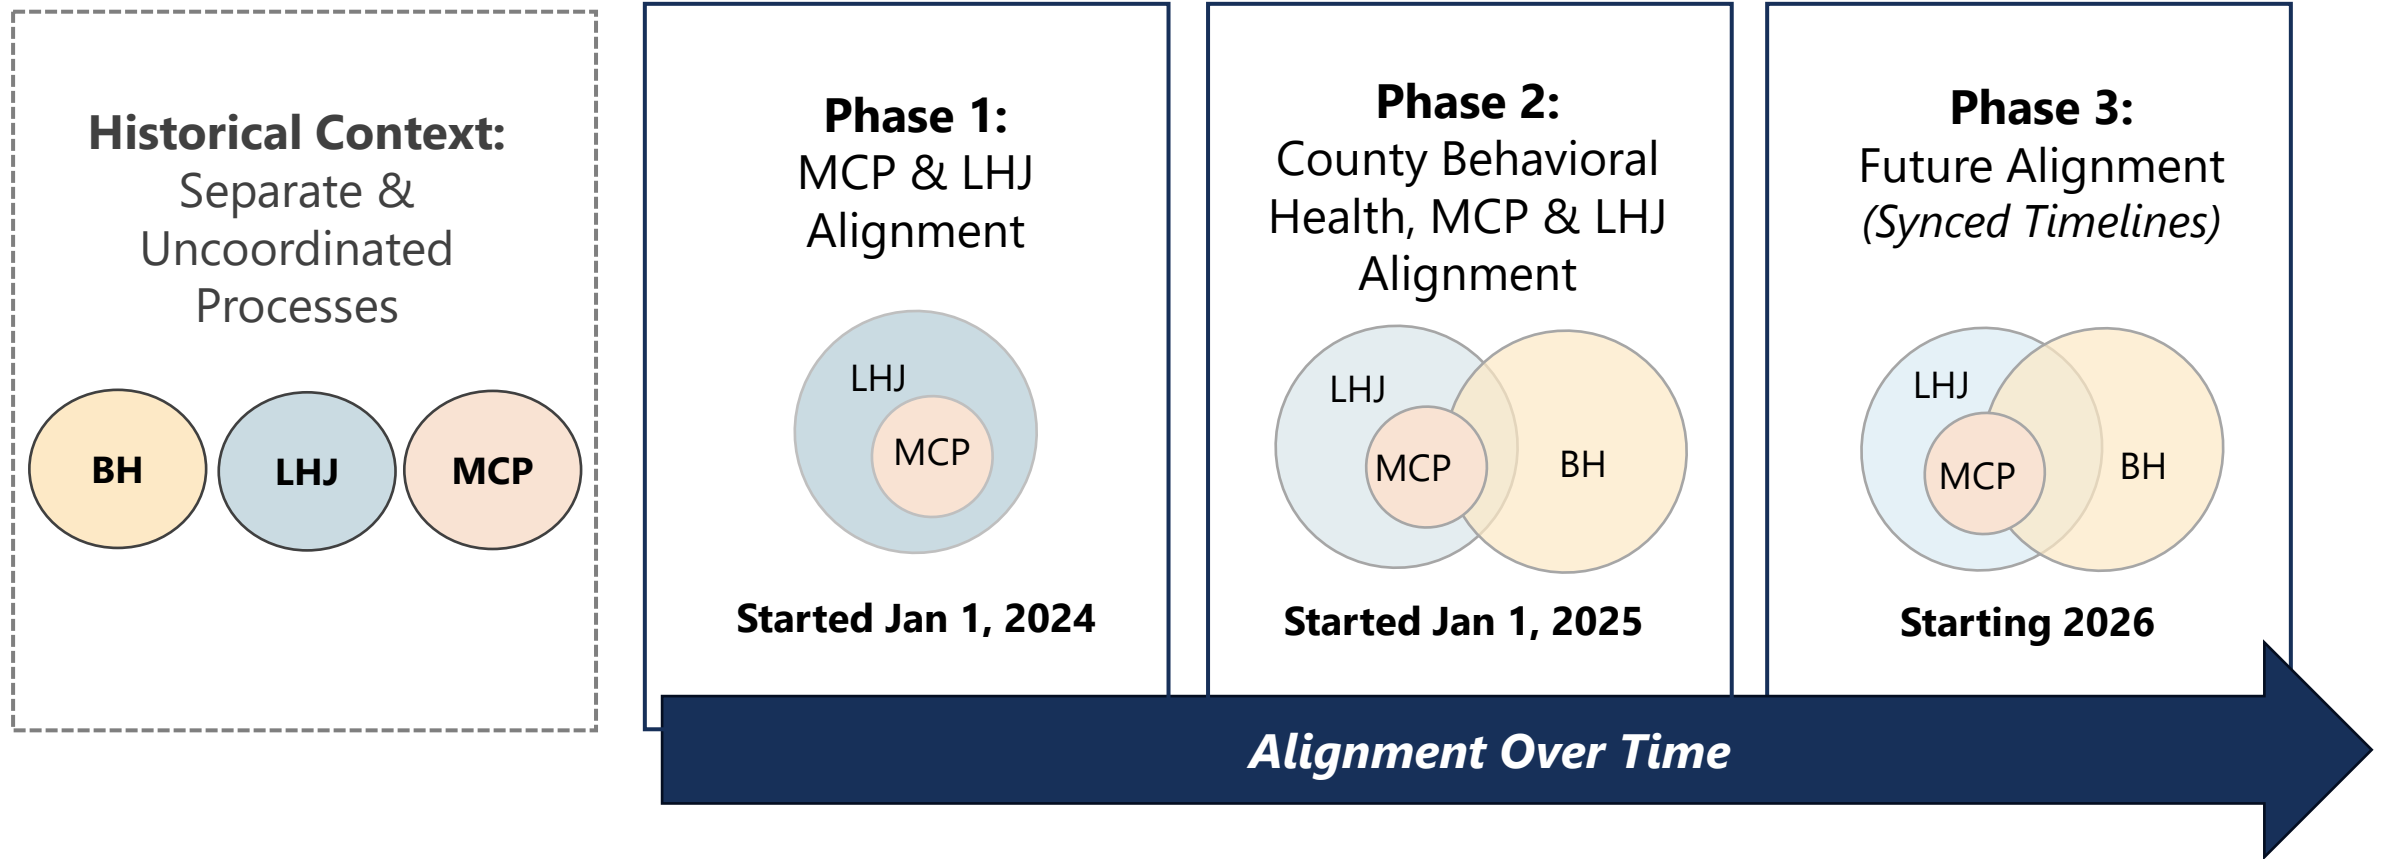 Historical Context:
Separate &
Uncoordinated
Processes
BH
LHJ
MCP
Phase 1:
MCP & LHJ
Alignment
LHJ
MCP
Started Jan 1, 2024
Phase 2:
County Behavioral
Health, MCP & LHJ
Alignment
LHJ
MCP
BH
Started Jan 1, 2025
Phase 3:
Future Alignment
(Synced Timelines)
LHJ
MCP
BH
Starting 2026
Alignment Over Time